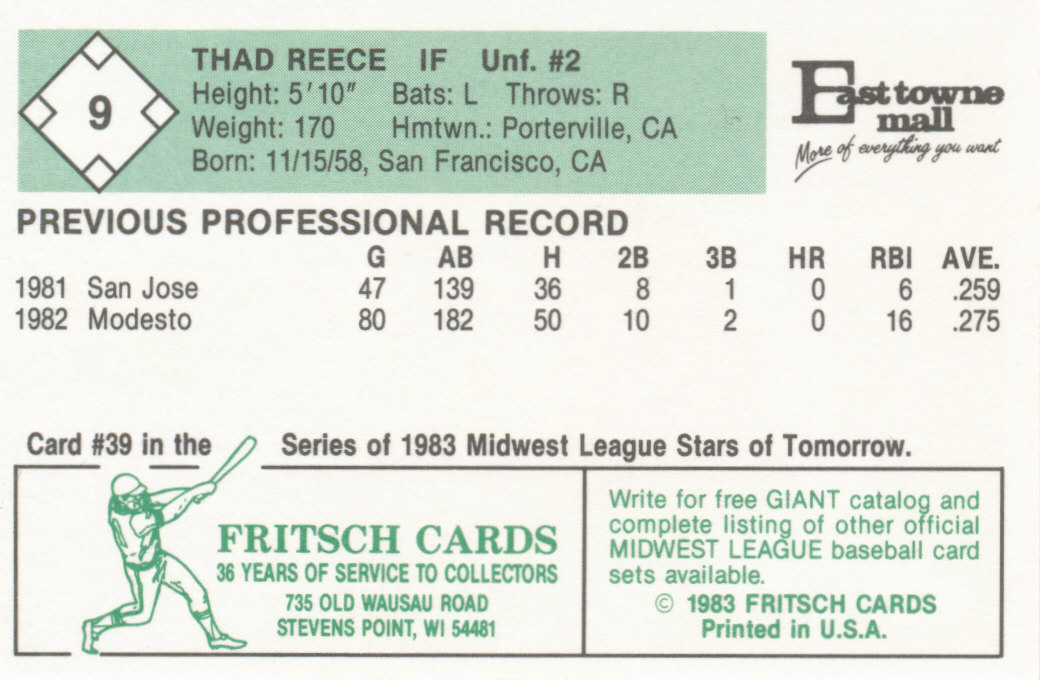 9
THAD REECE IF Unf. #2
Height: 5'10" Bats: L Throws: R
Weight: 170 Hmtwn.: Porterville, CA
Born: 11/15/58, San Francisco, CA
East towne
mall
More of everything you want
PREVIOUS PROFESSIONAL RECORD
G AB H 2B 3B HR RBI AVE.
1981 San Jose 47 139 36 8 1 0 6 .259
1982 Modesto 80 182 50 10 2 0 16 .275
Card #39 in the Series of 1983 Midwest League Stars of Tomorrow.
FRITSCH CARDS
36 YEARS OF SERVICE TO COLLECTORS
735 OLD WAUSAU ROAD
STEVENS POINT, WI 54481
Write for free GIANT catalog and
complete listing of other official
MIDWEST LEAGUE baseball card
sets available.
© 1983 FRITSCH CARDS
Printed in U.S.A.